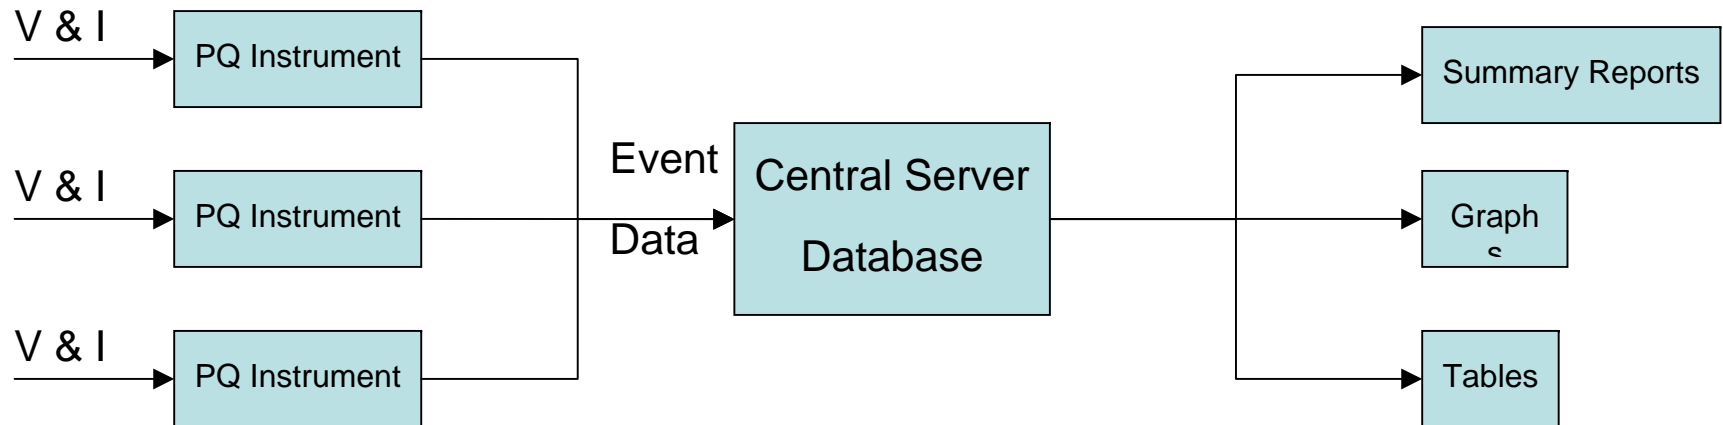 V & I
PQ Instrument
Summary Reports
V & I
PQ Instrument
Event
Data
Central Server
Database
Graph
s
V & I
PQ Instrument
Tables